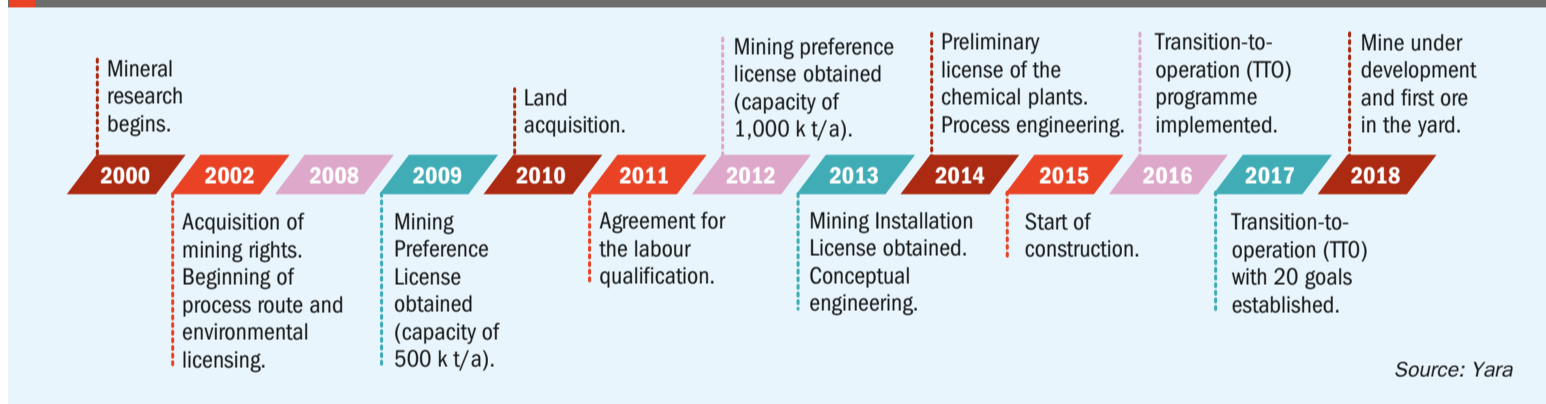 Mineral
research
begins.
Land
acquisition.
Mining preference
license obtained
(capacity of
1,000 k t/a).
Preliminary
license of the
chemical plants.
Process engineering.
Transition-to-
operation (TTO)
programme
implemented.
Mine under
development
and first ore
in the yard.
2000 2002 2008 2009 2010 2011 2012 2013 2014 2015 2016 2017 2018
Acquisition of
mining rights.
Beginning of
process route and
environmental
licensing.
Mining
Preference
License
obtained
(capacity of
500 k t/a).
Agreement for
the labour
qualification.
Mining Installation
License obtained.
Conceptual
engineering.
Start of
construction.
Transition-to-
operation (TTO)
with 20 goals
established.
Source: Yara